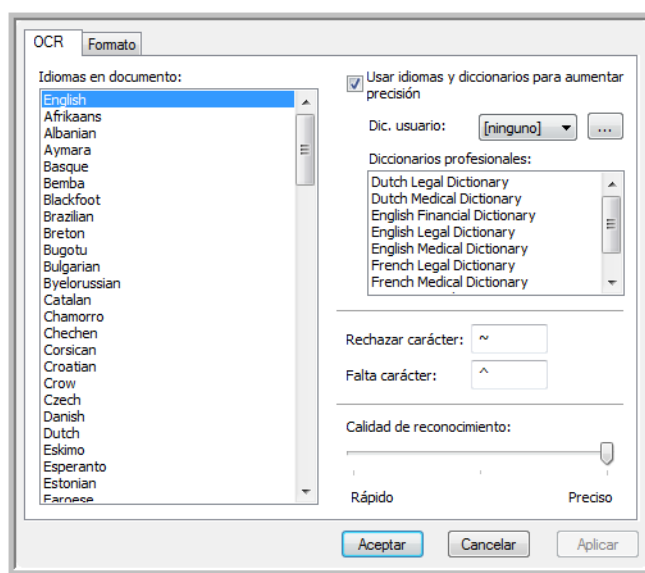 OCR
Formato
Idiomas en documento:
English
Afrikaans
Albanian
Aymara
Basque
Bemba
Blackfoot
Brazilian
Breton
Bugotu
Bulgarian
Byelorussian
Catalan
Chamorro
Chechen
Corsican
Croatian
Crow
Czech
Danish
Dutch
Eskimo
Esperanto
Estonian
Faroese
Usar idiomas y diccionarios para aumentar
precisión
Dic. usuario:
[ninguno]
...
Diccionarios profesionales:
Dutch Legal Dictionary
Dutch Medical Dictionary
English Financial Dictionary
English Legal Dictionary
English Medical Dictionary
French Legal Dictionary
French Medical Dictionary
Rechazar carácter: ~
Falta carácter: ^
Calidad de reconocimiento:
Rápido
Preciso
Aceptar
Cancelar
Aplicar